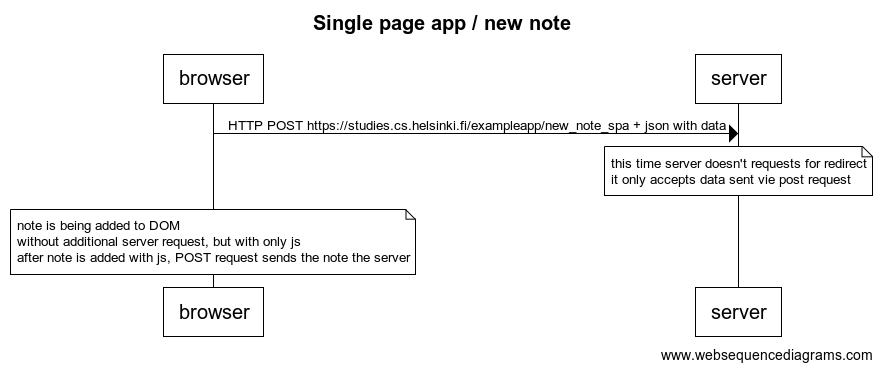 Single page app / new note
browser
server
HTTP POST https://studies.cs.helsinki.fi/exampleapp/new_note_spa + json with data
this time server doesn't requests for redirect
it only accepts data sent vie post request
note is being added to DOM
without additional server request, but with only js
after note is added with js, POST request sends the note the server
browser
server
www.websequencediagrams.com